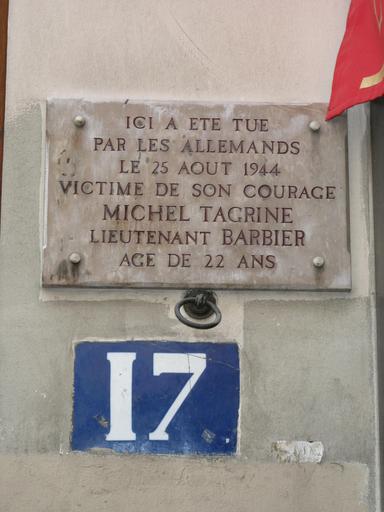 ICI A ETE TUE
PAR LES ALLEMANDS
LE 25 AOUT 1944
VICTIME DE SON COURAGE
MICHEL TAGRINE
LIEUTENANT BARBIER
AGE DE 22 ANS
17